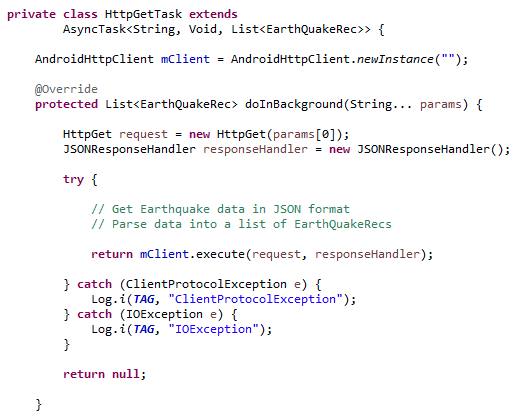 private class HttpGetTask extends
AsyncTask<String, Void, List<EarthQuakeRec>> {
AndroidHttpClient mClient = AndroidHttpClient.newInstance("");
@Override
protected List<EarthQuakeRec> doInBackground(String... params) {
HttpGet request = new HttpGet(params[0]);
JSONResponseHandler responseHandler = new JSONResponseHandler();
try {
// Get Earthquake data in JSON format
// Parse data into a list of EarthQuakeRecs
return mClient.execute(request, responseHandler);
} catch (ClientProtocolException e) {
Log.i(TAG, "ClientProtocolException");
} catch (IOException e) {
Log.i(TAG, "IOException");
}
return null;
}